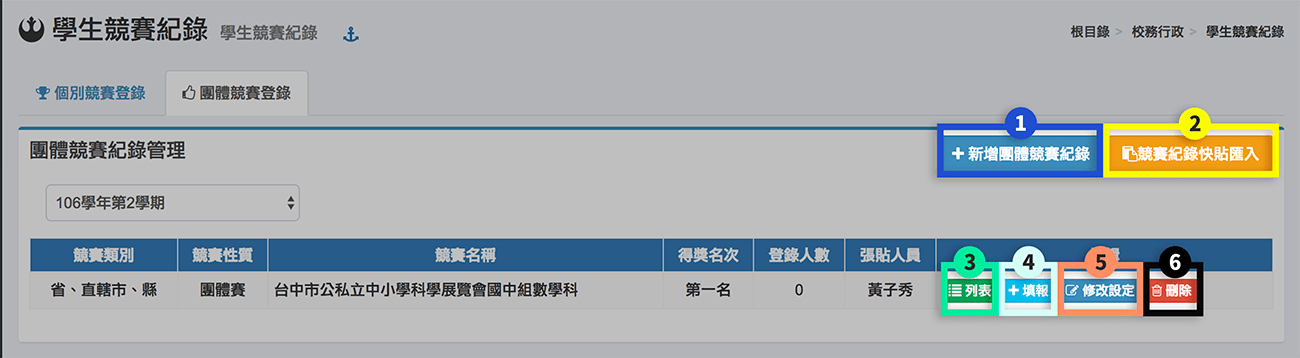 學生競賽紀錄 學生競賽紀錄 根目錄 > 校務行政 > 學生競賽紀錄
個別競賽登錄 團體競賽登錄
1 2
團體競賽紀錄管理 + 新增團體競賽紀錄 競賽紀錄快貼匯入
106學年第2學期
競賽類別 競賽性質 競賽名稱 得獎名次 登錄人數 張貼人員
3 4 5 6
省、直轄市、縣 團體賽 台中市公私立中小學科學展覽會國中組數學科 第一名 0 黃子秀 列表 + 填報 修改設定 刪除